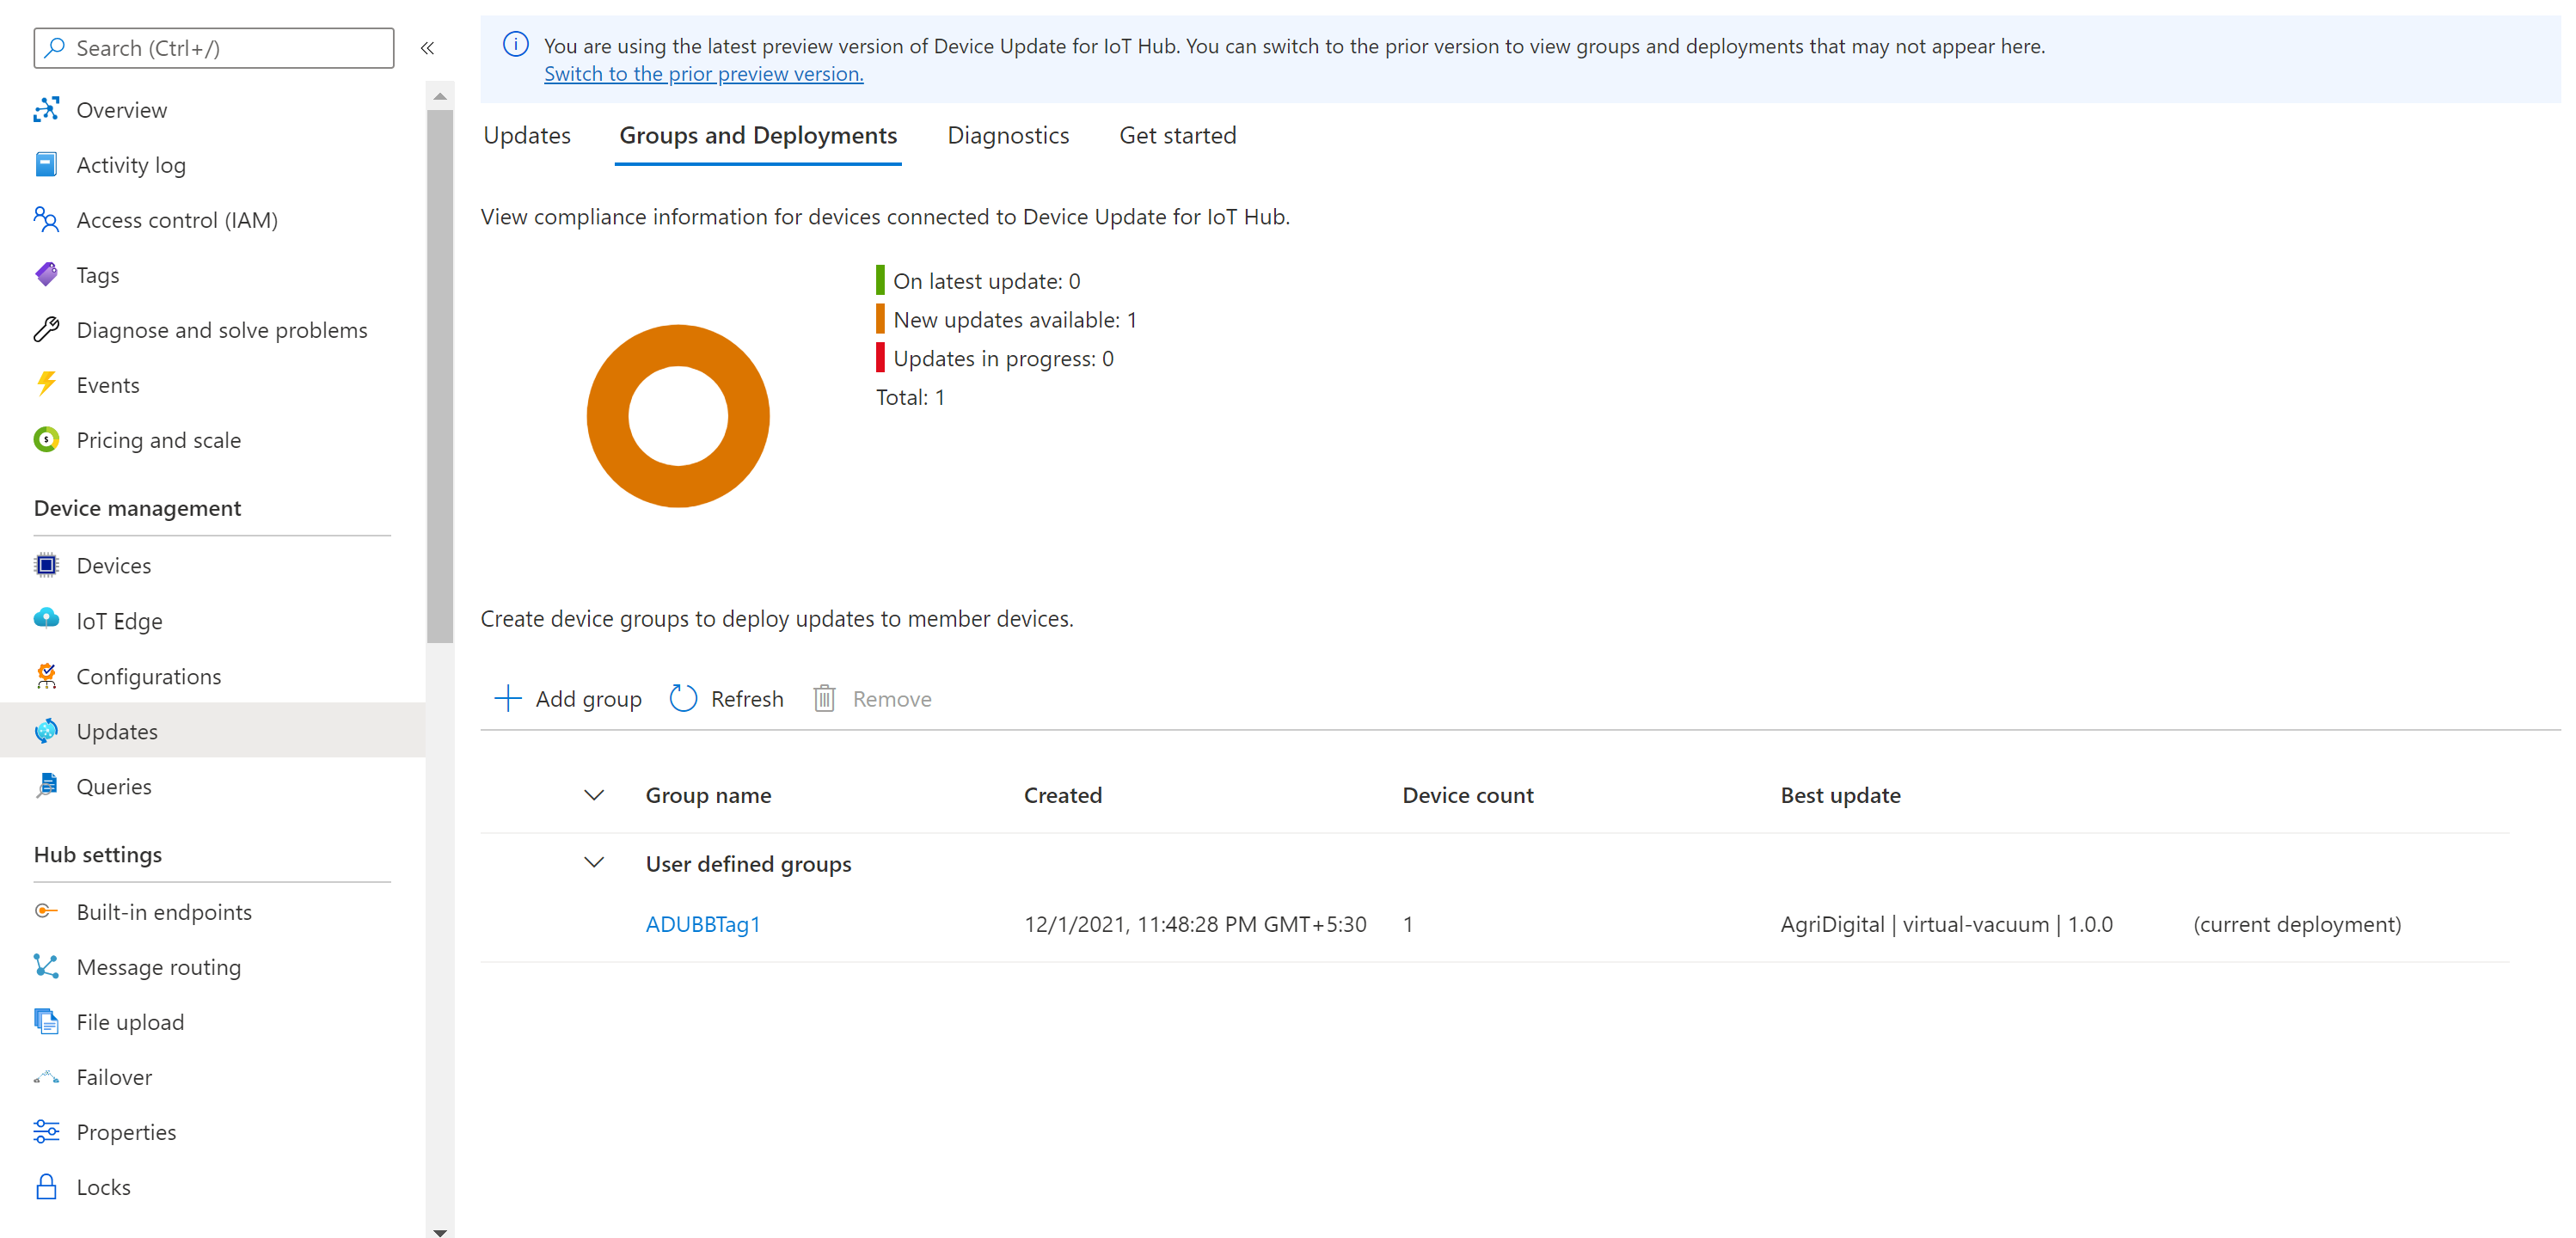 Search (Ctrl+/)
«
Overview
Activity log
Access control (IAM)
Tags
Diagnose and solve problems
Events
Pricing and scale
Device management
Devices
IoT Edge
Configurations
Updates
Queries
Hub settings
Built-in endpoints
Message routing
File upload
Failover
Properties
Locks
You are using the latest preview version of Device Update for IoT Hub. You can switch to the prior version to view groups and deployments that may not appear here.
Switch to the prior preview version.
Updates Groups and Deployments Diagnostics Get started
View compliance information for devices connected to Device Update for IoT Hub.
On latest update: 0
New updates available: 1
Updates in progress: 0
Total: 1
Create device groups to deploy updates to member devices.
Add group Refresh Remove
Group name Created Device count Best update
User defined groups
ADUBBTag1 12/1/2021, 11:48:28 PM GMT+5:30 1 AgriDigital | virtual-vacuum | 1.0.0 (current deployment)